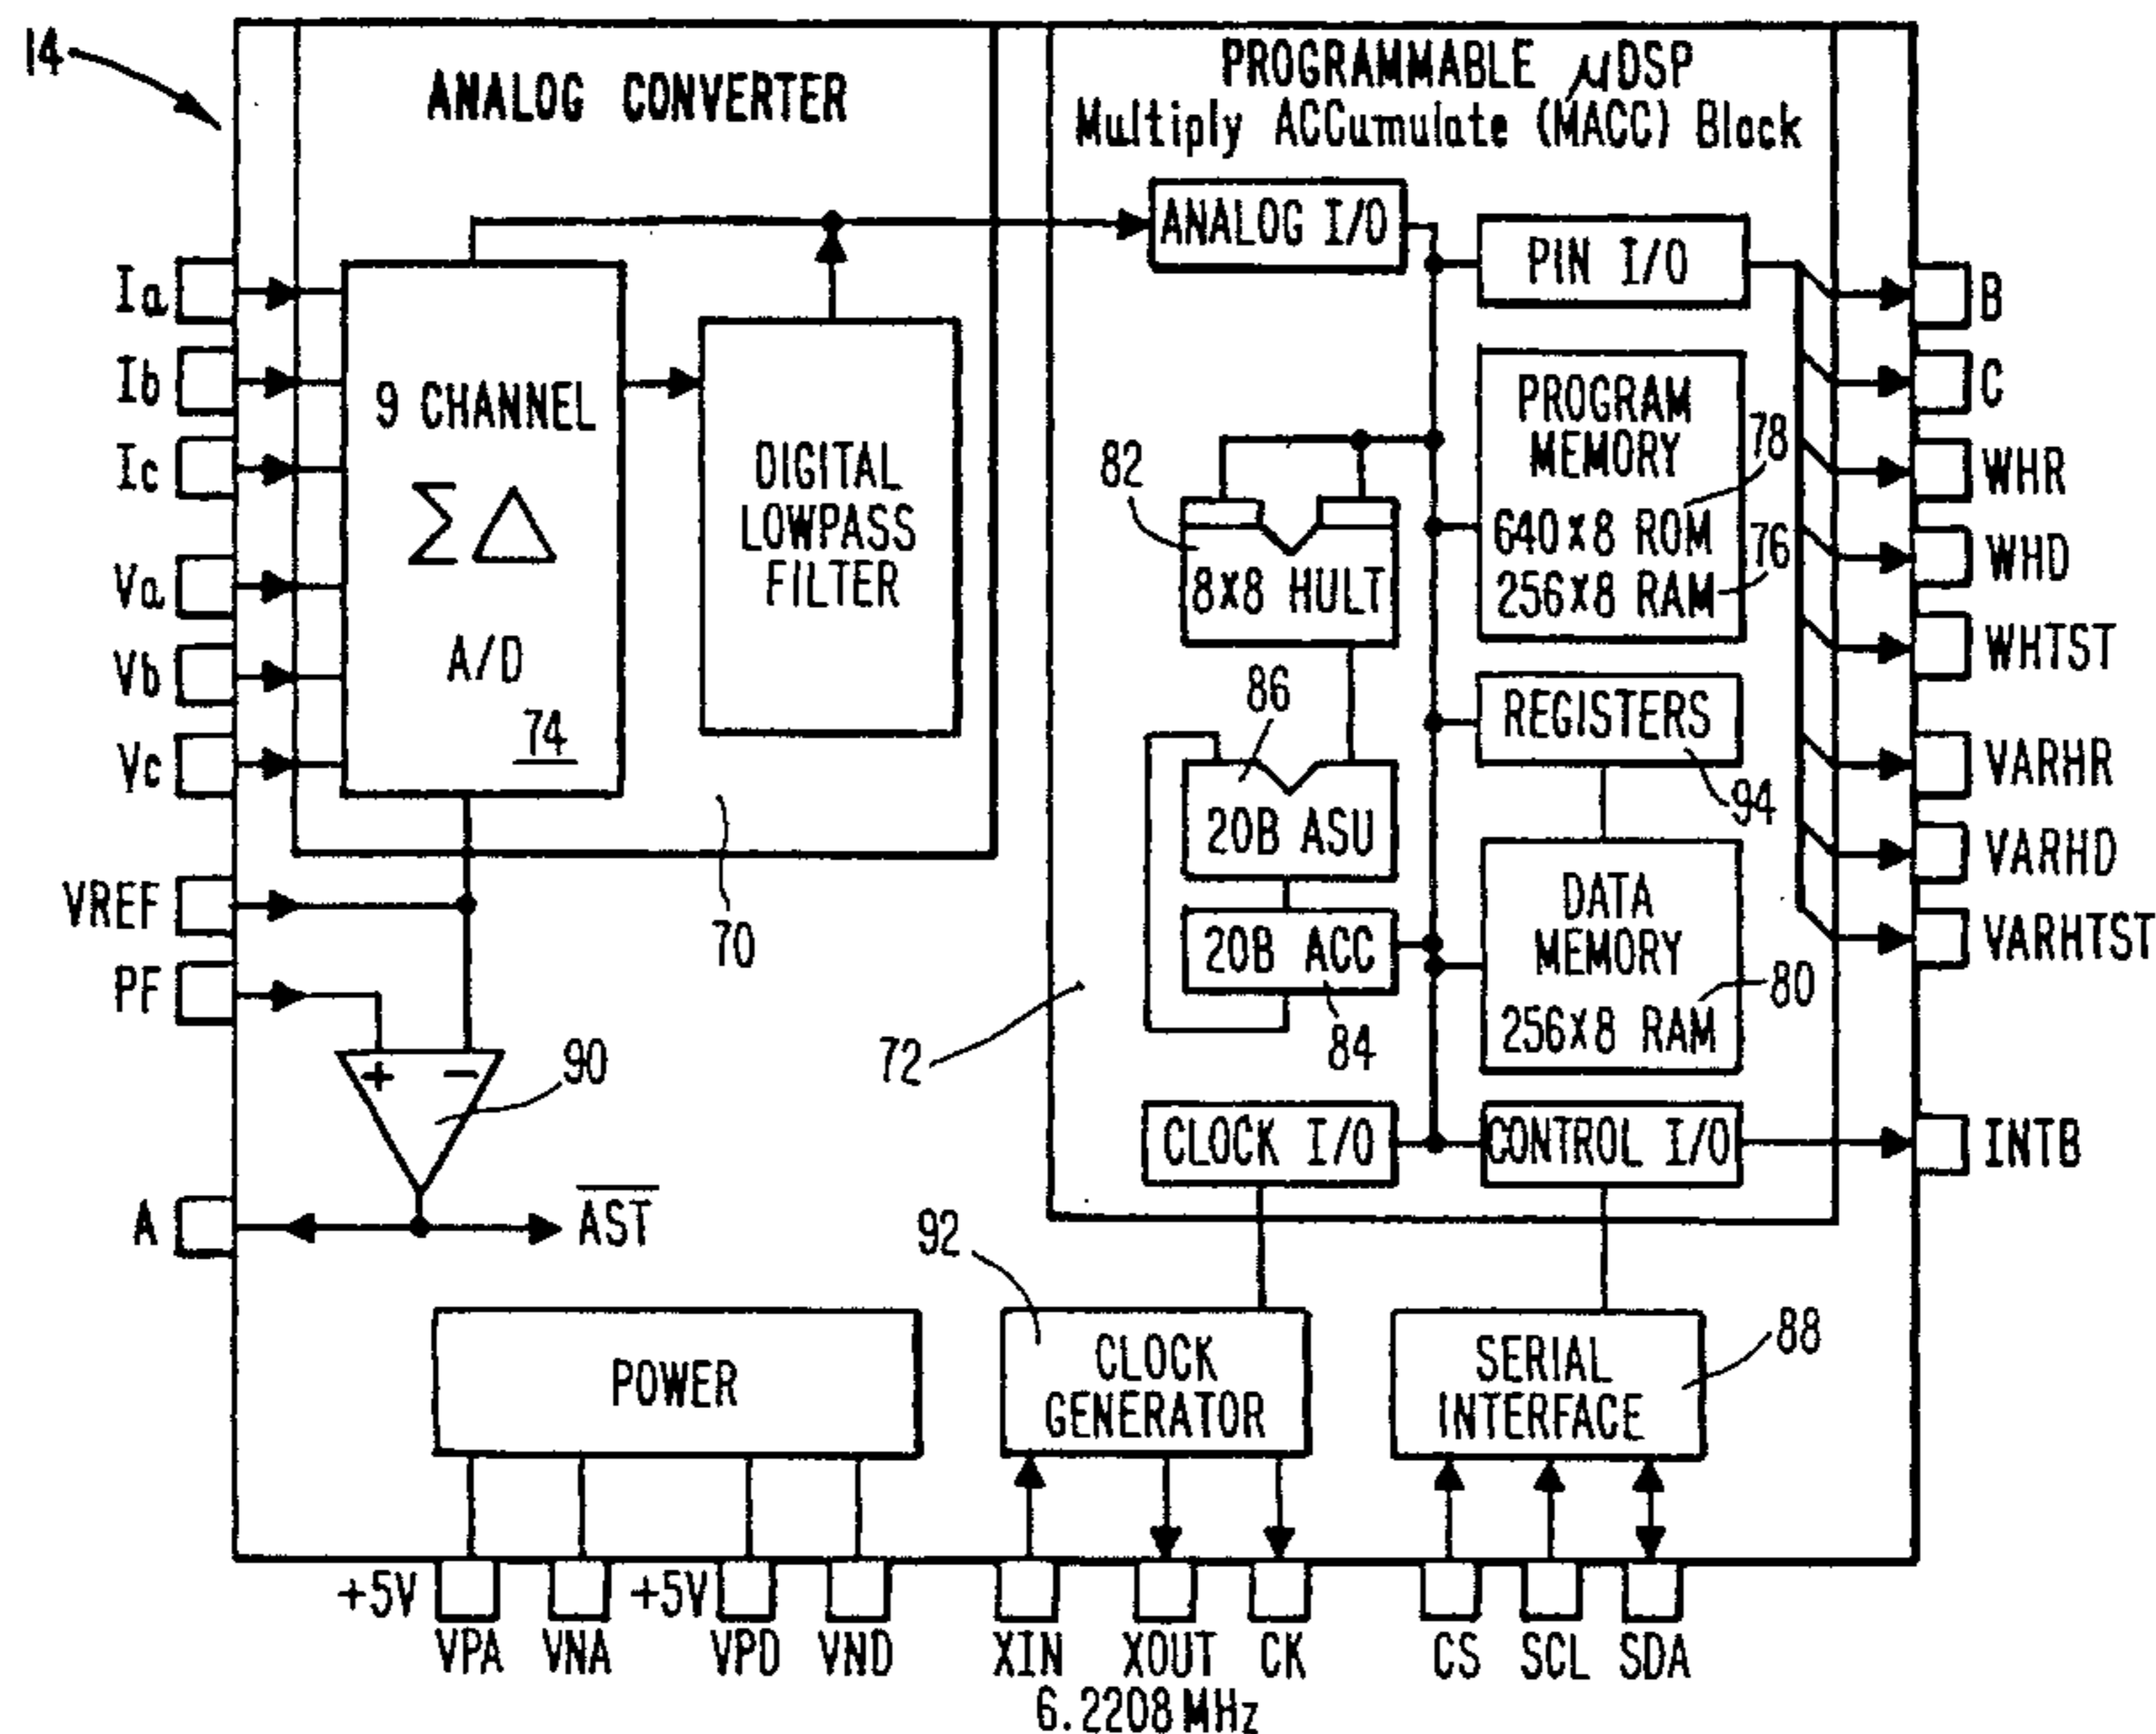 14
ANALOG CONVERTER
PROGRAMMABLE μDSP
Multiply ACCumulate (MACC) Block
ANALOG I/O
PIN I/O
Ia
Ib
Ic
Va
Vb
Vc
VREF
PF
A
9 CHANNEL
ΣΔ
A/D
74
DIGITAL
LOWPASS
FILTER
70
+
−
90
AST
82
8X8 HULT
86
20B ASU
20B ACC
84
72
PROGRAM
MEMORY
78
640X8 ROM
76
256X8 RAM
REGISTERS
94
DATA
MEMORY
80
256X8 RAM
CLOCK I/O
CONTROL I/O
B
C
WHR
WHD
WHTST
VARHR
VARHD
VARHTST
INTB
POWER
92
CLOCK
GENERATOR
SERIAL
INTERFACE
88
+5V
VPA
VNA
+5V
VPD
VND
XIN
XOUT
CK
CS
SCL
SDA
6.2208 MHz